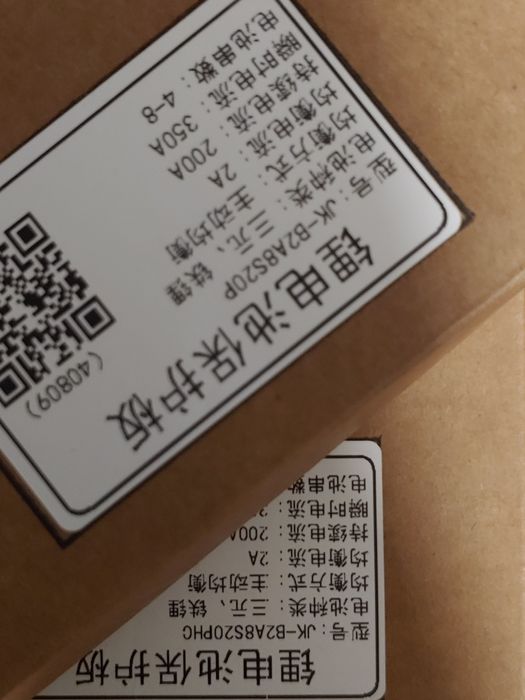 锂电池保护板
型号：JK-B2A8S20P
电池种类：三元、铁锂
均衡方式：主动均衡
均衡电流：2A
持续电流：200A
瞬时电流：350A
电池串数：4-8
(40809)
锂电池保护板
型号：JK-B2A8S20PHC
电池种类：三元、铁锂
均衡方式：主动均衡
均衡电流：2A
持续电流：200A
瞬时电流：
电池串数